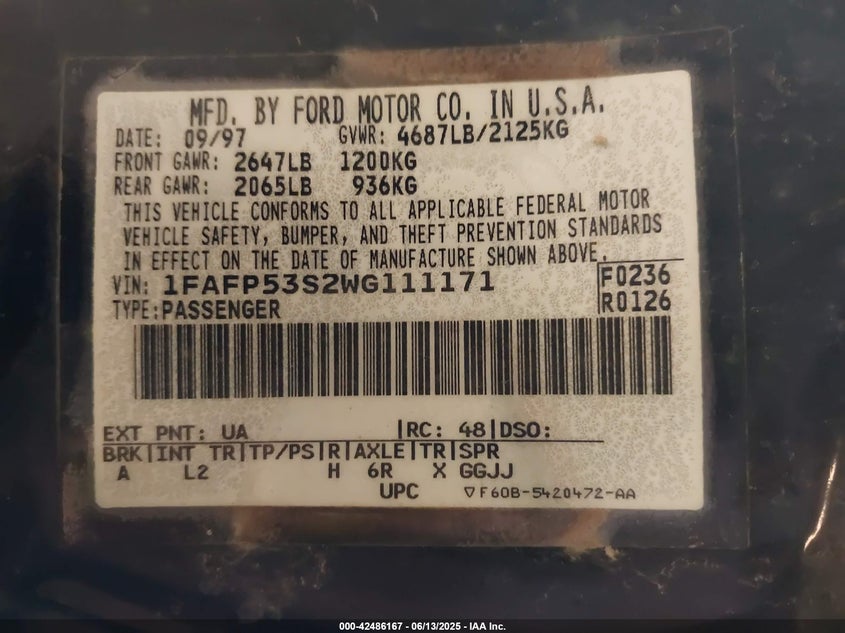 MFD. BY FORD MOTOR CO. IN U.S.A.
DATE: 09/97 GVWR: 4687LB/2125KG
FRONT GAWR: 2647LB 1200KG
REAR GAWR: 2065LB 936KG
THIS VEHICLE CONFORMS TO ALL APPLICABLE FEDERAL MOTOR
VEHICLE SAFETY, BUMPER, AND THEFT PREVENTION STANDARDS
IN EFFECT ON THE DATE OF MANUFACTURE SHOWN ABOVE.
VIN: 1FAFP53S2WG111171 F0236
TYPE: PASSENGER R0126
EXT PNT: UA |RC: 48|DSO:
BRK|INT TR|TP/PS|R|AXLE|TR|SPR
A L2 H 6R X GGJJ
UPC ▽F60B-5420472-AA
000-42486167 - 06/13/2025 - IAA Inc.